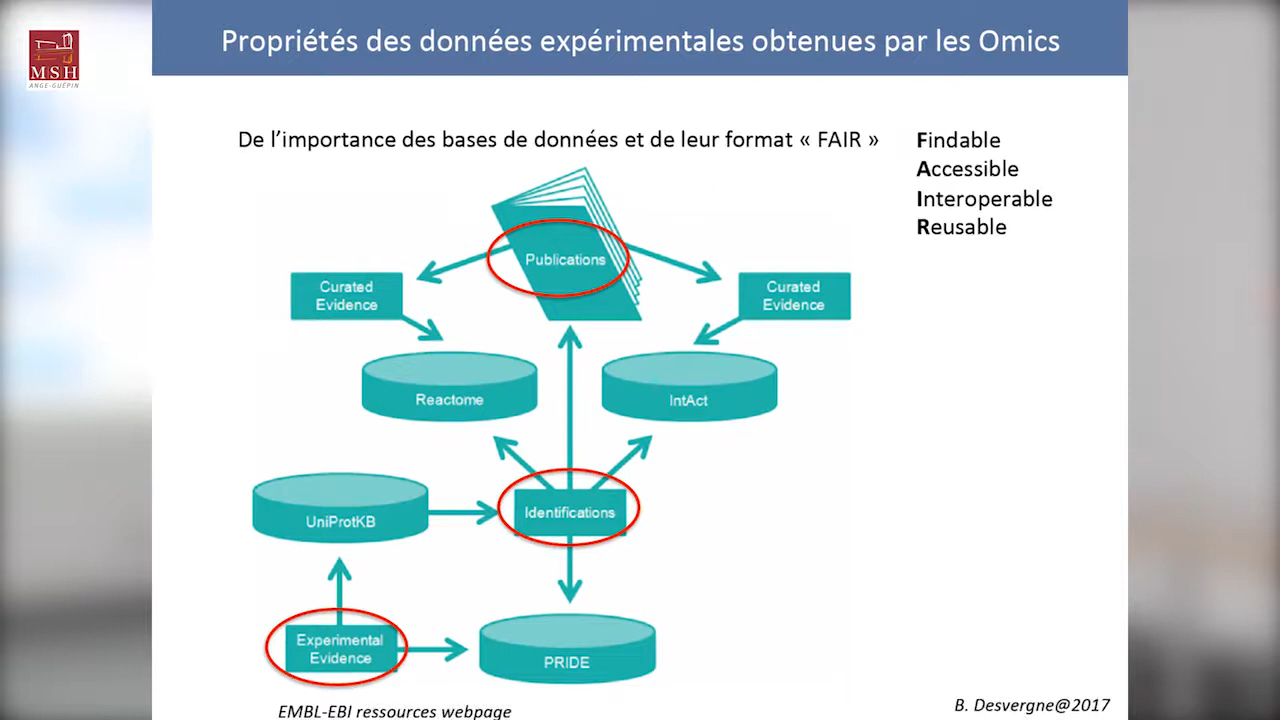 MSH
ANGE-GUÉPIN
Propriétés des données expérimentales obtenues par les Omics
De l'importance des bases de données et de leur format « FAIR »
Findable
Accessible
Interoperable
Reusable
Publications
Curated
Evidence
Curated
Evidence
Reactome
IntAct
UniProtKB
Identifications
Experimental
Evidence
PRIDE
EMBL-EBI ressources webpage
B. Desvergne@2017